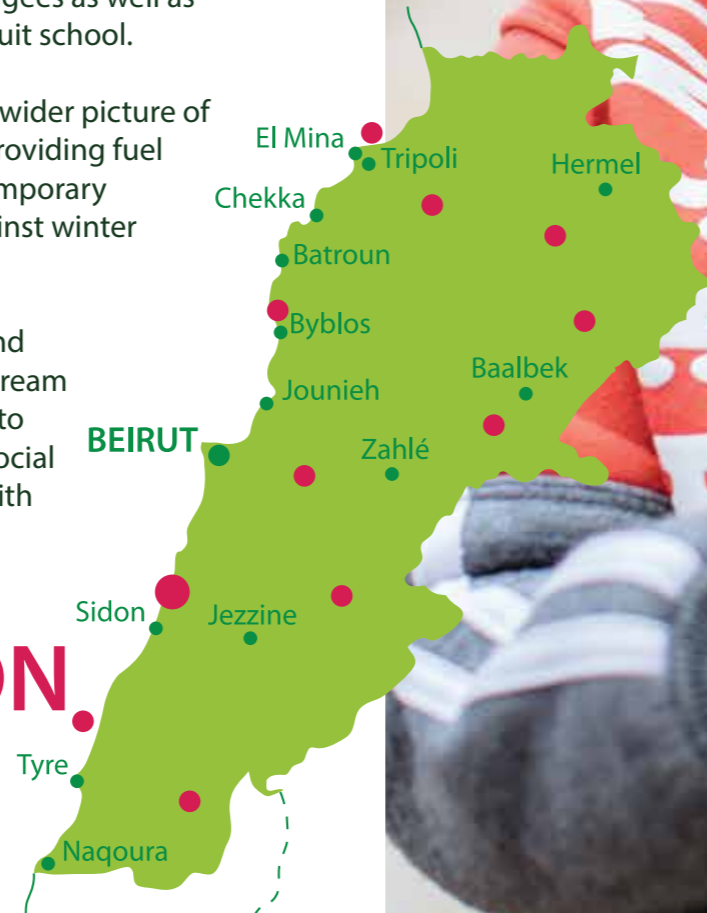 gees as well as
uit school.
wider picture of
roviding fuel
mporary
inst winter
nd
ream
to
ocial
ith
ON
El Mina
Tripoli
Hermel
Chekka
Batroun
Byblos
Baalbek
Jounieh
BEIRUT
Zahlé
Sidon
Jezzine
Tyre
Naqoura